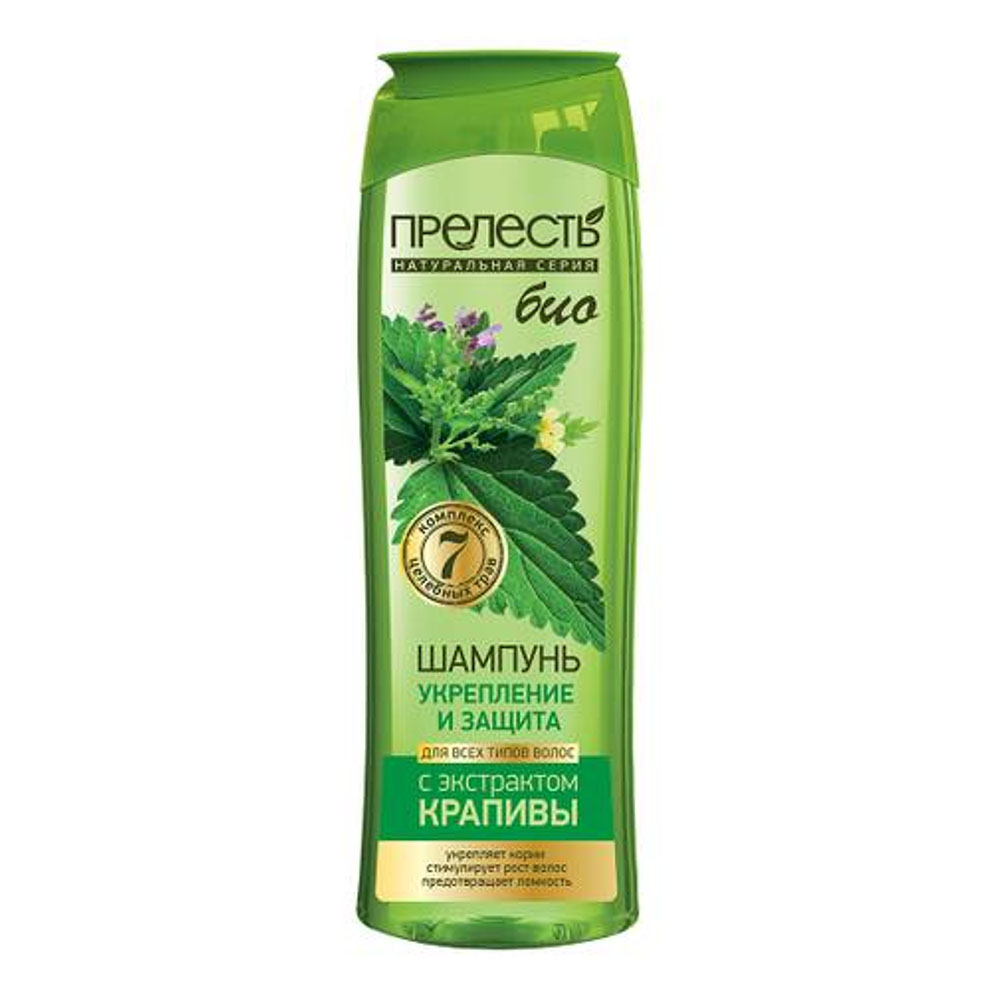 ПРЕЛЕСТЬ
НАТУРАЛЬНАЯ СЕРИЯ
био
комплекс
7
целебных трав
ШАМПУНЬ
УКРЕПЛЕНИЕ
И ЗАЩИТА
ДЛЯ ВСЕХ ТИПОВ ВОЛОС
С ЭКСТРАКТОМ
КРАПИВЫ
укрепляет корни
стимулирует рост волос
предотвращает ломкость